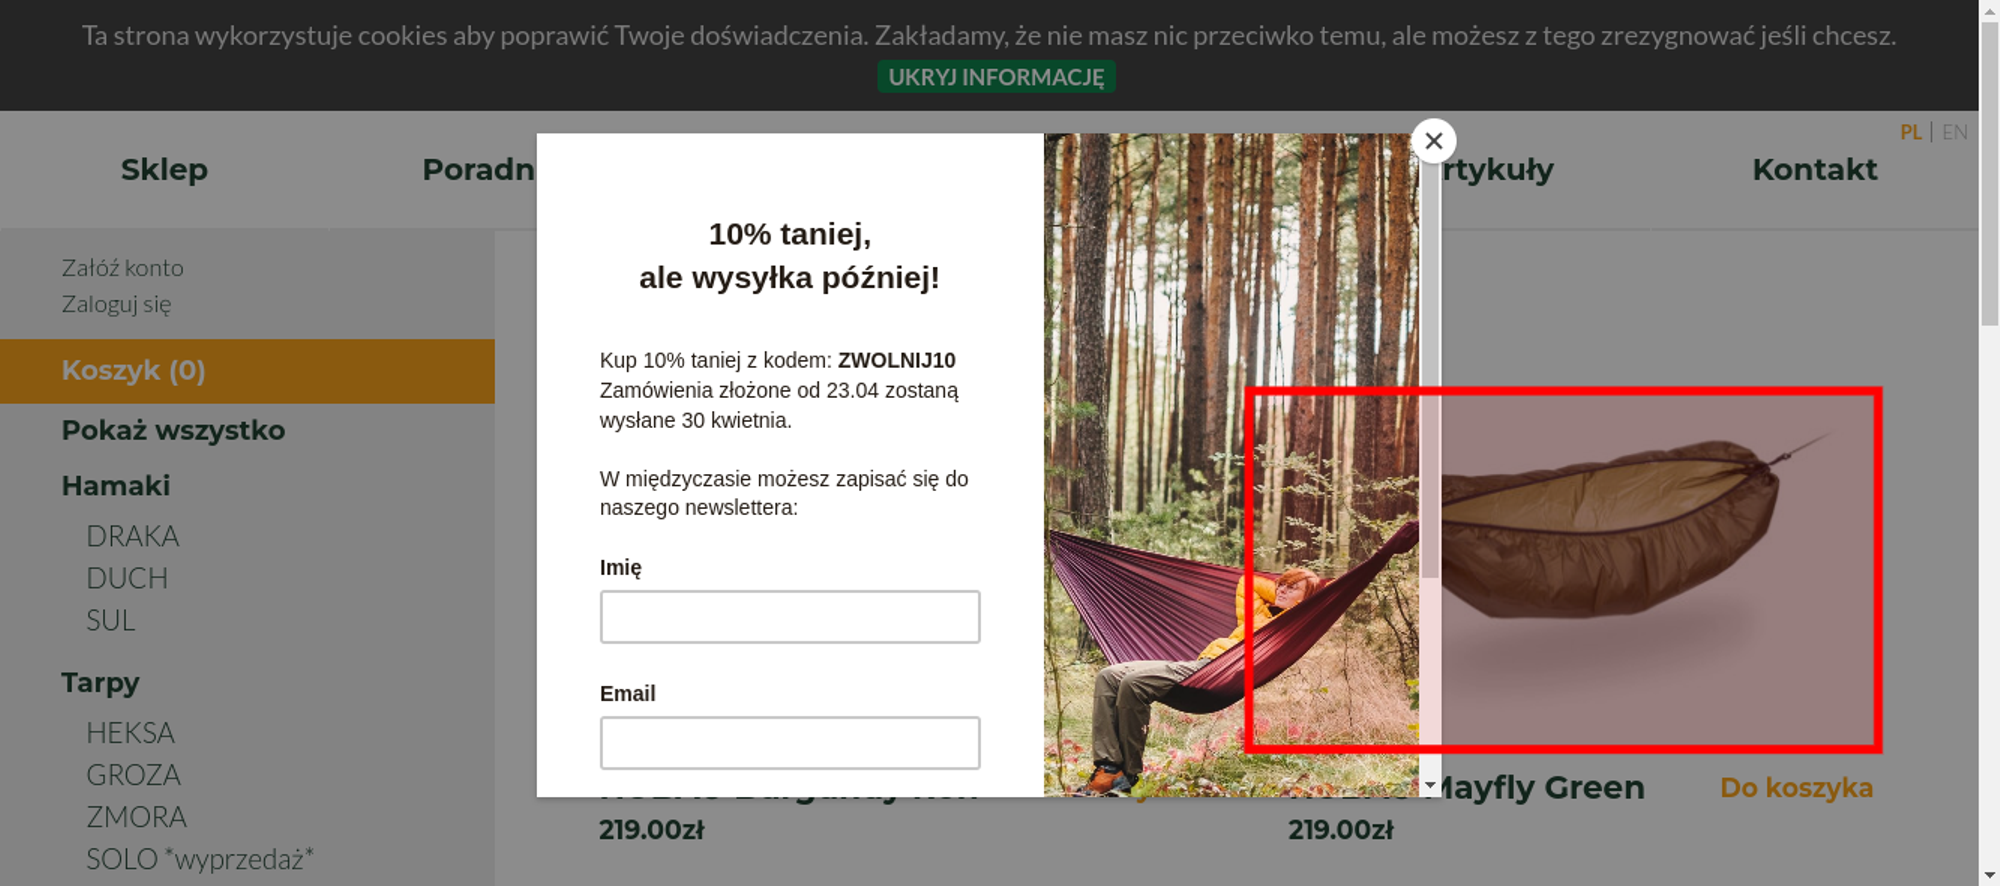 Ta strona wykorzystuje cookies aby poprawić Twoje doświadczenia. Zakładamy, że nie masz nic przeciwko temu, ale możesz z tego zrezygnować jeśli chcesz.
UKRYJ INFORMACJĘ
PL | EN
Sklep
Poradn
rtykuły
Kontakt
Załóż konto
Zaloguj się
Koszyk (0)
Pokaż wszystko
Hamaki
DRAKA
DUCH
SUL
Tarpy
HEKSA
GROZA
ZMORA
SOLO *wyprzedaż*
10% taniej,
ale wysyłka później!
Kup 10% taniej z kodem: ZWOLNIJ10
Zamówienia złożone od 23.04 zostaną
wysłane 30 kwietnia.
W międzyczasie możesz zapisać się do
naszego newslettera:
Imię
Email
219.00zł
Mayfly Green
Do koszyka
219.00zł